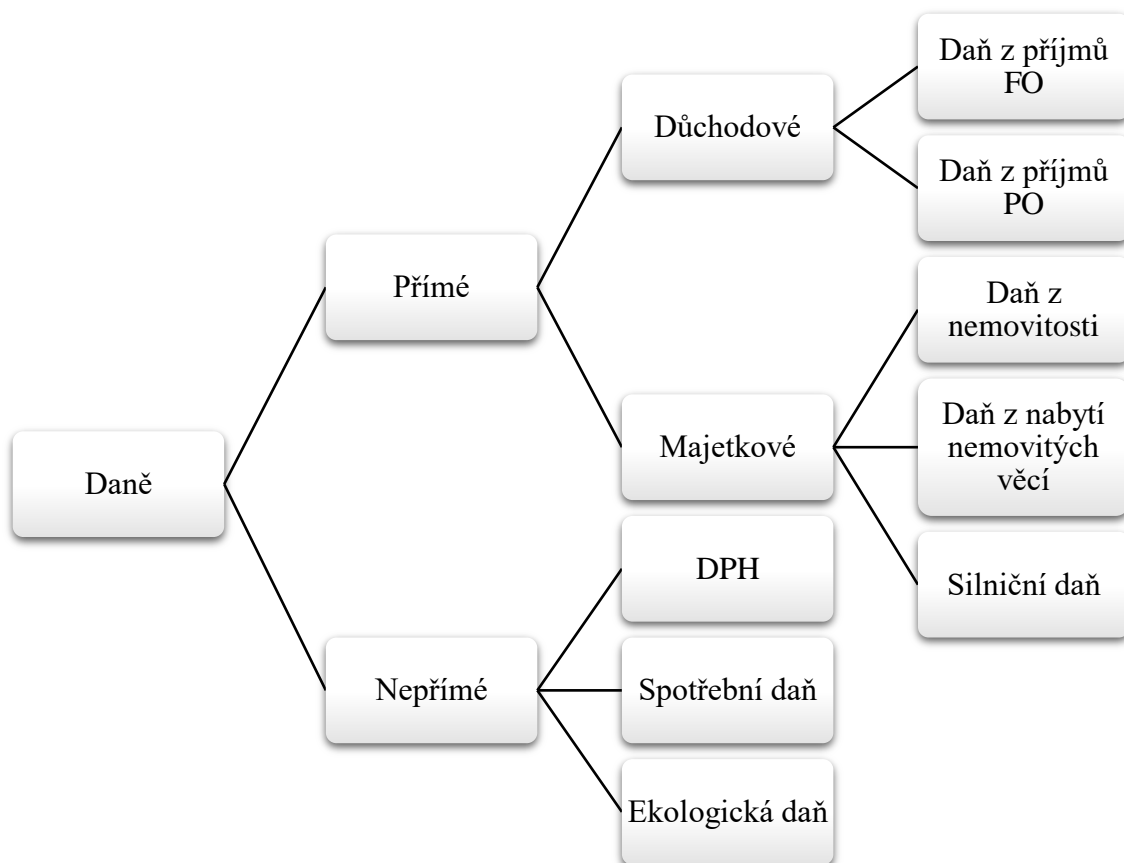 Daně
Přímé
Důchodové
Daň z příjmů
FO
Daň z příjmů
PO
Majetkové
Daň z
nemovitosti
Daň z nabytí
nemovitých
věcí
Silniční daň
Nepřímé
DPH
Spotřební daň
Ekologická daň